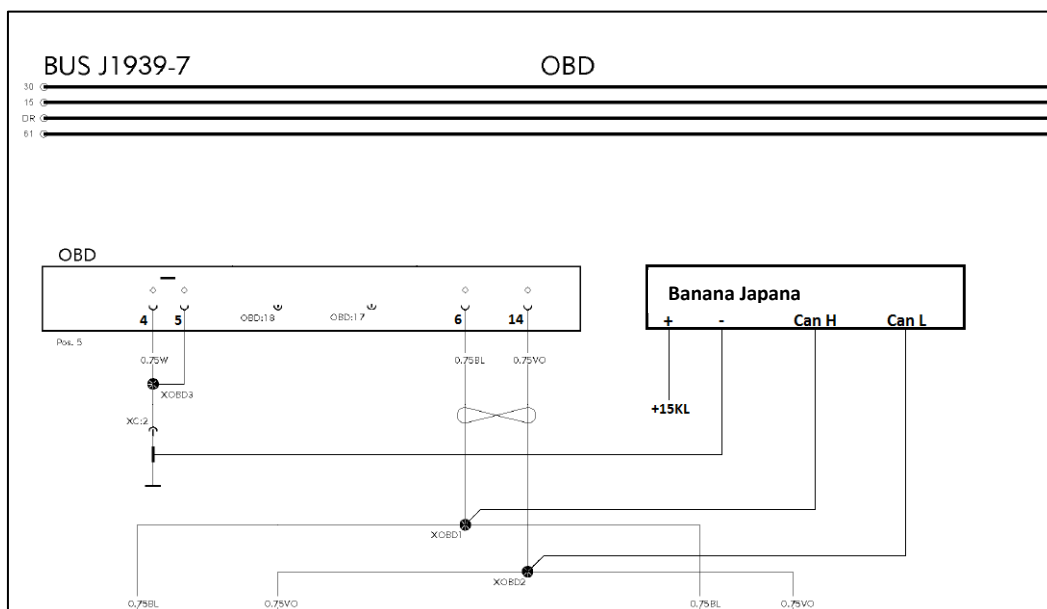 BUS J1939-7 OBD
30
15
DR
61
OBD
Banana Japana
+ - Can H Can L
4 5 OBD:18 OBD:17 6 14
Pos. 5
0.75W 0.75BL 0.75VO
XOBD3
+15KL
XC:2
XOBD1
XOBD2
0.75BL 0.75VO 0.75BL 0.75VO